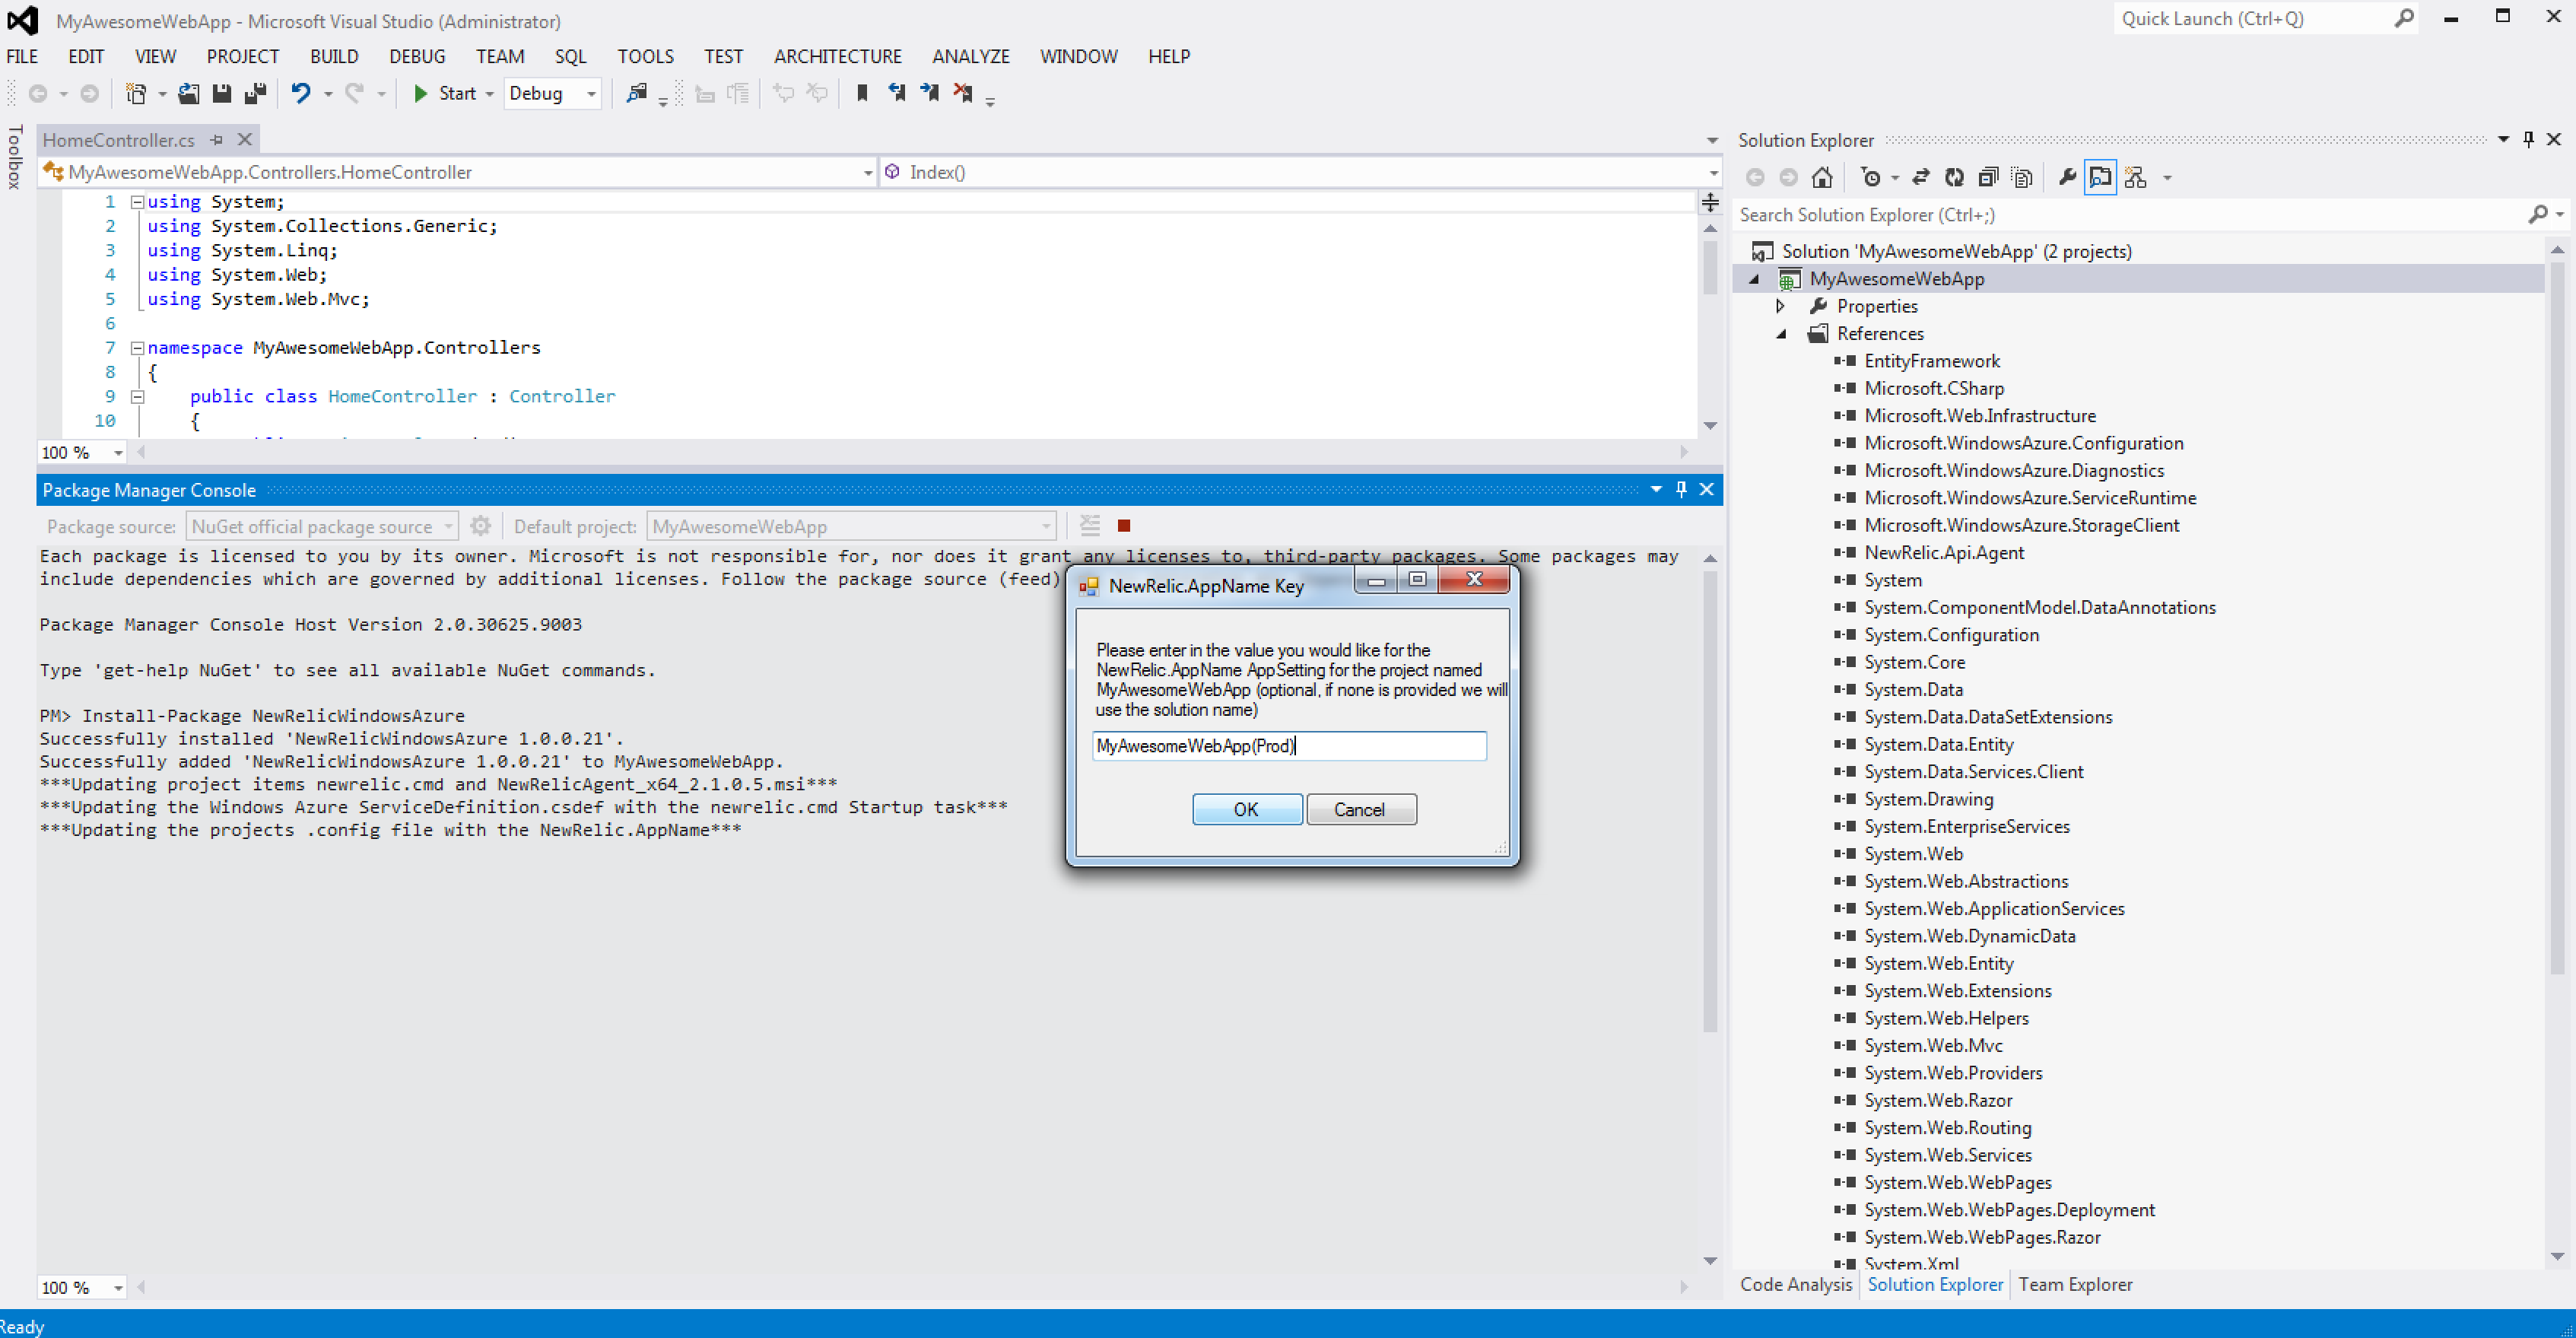 MyAwesomeWebApp - Microsoft Visual Studio (Administrator)
Quick Launch (Ctrl+Q)
FILE EDIT VIEW PROJECT BUILD DEBUG TEAM SQL TOOLS TEST ARCHITECTURE ANALYZE WINDOW HELP
Start Debug
Toolbox
HomeController.cs
MyAwesomeWebApp.Controllers.HomeController
Index()
1 using System;
2 using System.Collections.Generic;
3 using System.Linq;
4 using System.Web;
5 using System.Web.Mvc;
6
7 namespace MyAwesomeWebApp.Controllers
8 {
9 public class HomeController : Controller
10 {
100 %
Package Manager Console
Package source: NuGet official package source Default project: MyAwesomeWebApp
Each package is licensed to you by its owner. Microsoft is not responsible for, nor does it grant any licenses to, third-party packages. Some packages may
include dependencies which are governed by additional licenses. Follow the package source (feed)
Package Manager Console Host Version 2.0.30625.9003
Type 'get-help NuGet' to see all available NuGet commands.
PM> Install-Package NewRelicWindowsAzure
Successfully installed 'NewRelicWindowsAzure 1.0.0.21'.
Successfully added 'NewRelicWindowsAzure 1.0.0.21' to MyAwesomeWebApp.
***Updating project items newrelic.cmd and NewRelicAgent_x64_2.1.0.5.msi***
***Updating the Windows Azure ServiceDefinition.csdef with the newrelic.cmd Startup task***
***Updating the projects .config file with the NewRelic.AppName***
100 %
NewRelic.AppName Key
Please enter in the value you would like for the
NewRelic.AppName AppSetting for the project named
MyAwesomeWebApp (optional, if none is provided we will
use the solution name)
MyAwesomeWebApp(Prod)
OK Cancel
Solution Explorer
Search Solution Explorer (Ctrl+;)
Solution 'MyAwesomeWebApp' (2 projects)
MyAwesomeWebApp
Properties
References
EntityFramework
Microsoft.CSharp
Microsoft.Web.Infrastructure
Microsoft.WindowsAzure.Configuration
Microsoft.WindowsAzure.Diagnostics
Microsoft.WindowsAzure.ServiceRuntime
Microsoft.WindowsAzure.StorageClient
NewRelic.Api.Agent
System
System.ComponentModel.DataAnnotations
System.Configuration
System.Core
System.Data
System.Data.DataSetExtensions
System.Data.Entity
System.Data.Services.Client
System.Drawing
System.EnterpriseServices
System.Web
System.Web.Abstractions
System.Web.ApplicationServices
System.Web.DynamicData
System.Web.Entity
System.Web.Extensions
System.Web.Helpers
System.Web.Mvc
System.Web.Providers
System.Web.Razor
System.Web.Routing
System.Web.Services
System.Web.WebPages
System.Web.WebPages.Deployment
System.Web.WebPages.Razor
System.Xml
Code Analysis Solution Explorer Team Explorer
Ready